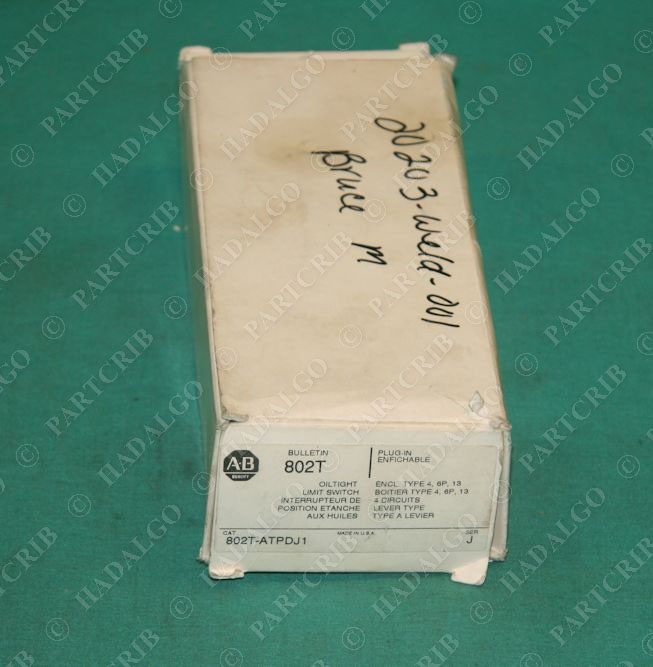 20203-weld-001
Bruce M
A-B
QUALITY
BULLETIN
802T
PLUG-IN
ENFICHABLE
OILTIGHT
LIMIT SWITCH
INTERRUPTEUR DE
POSITION ETANCHE
AUX HUILES
ENCL. TYPE 4, 6P, 13
BOITIER TYPE 4, 6P, 13
4 CIRCUITS
LEVER TYPE
TYPE A LEVIER
CAT
802T-ATPDJ1
MADE IN U.S.A.
SER
J
© PARTCRIB
HADALGO